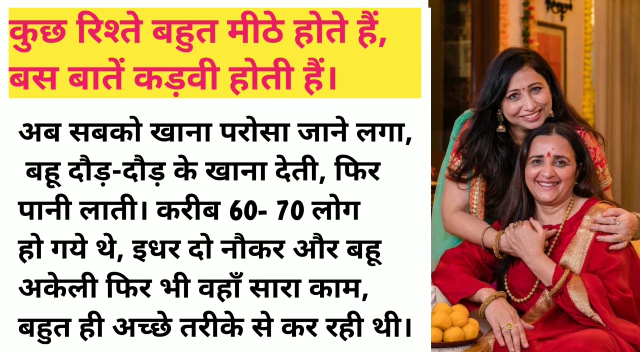 कुछ रिश्ते बहुत मीठे होते हैं,
बस बातें कड़वी होती हैं।
अब सबको खाना परोसा जाने लगा,
बहू दौड़-दौड़ के खाना देती, फिर
पानी लाती। करीब 60- 70 लोग
हो गये थे, इधर दो नौकर और बहू
अकेली फिर भी वहाँ सारा काम,
बहुत ही अच्छे तरीके से कर रही थी।